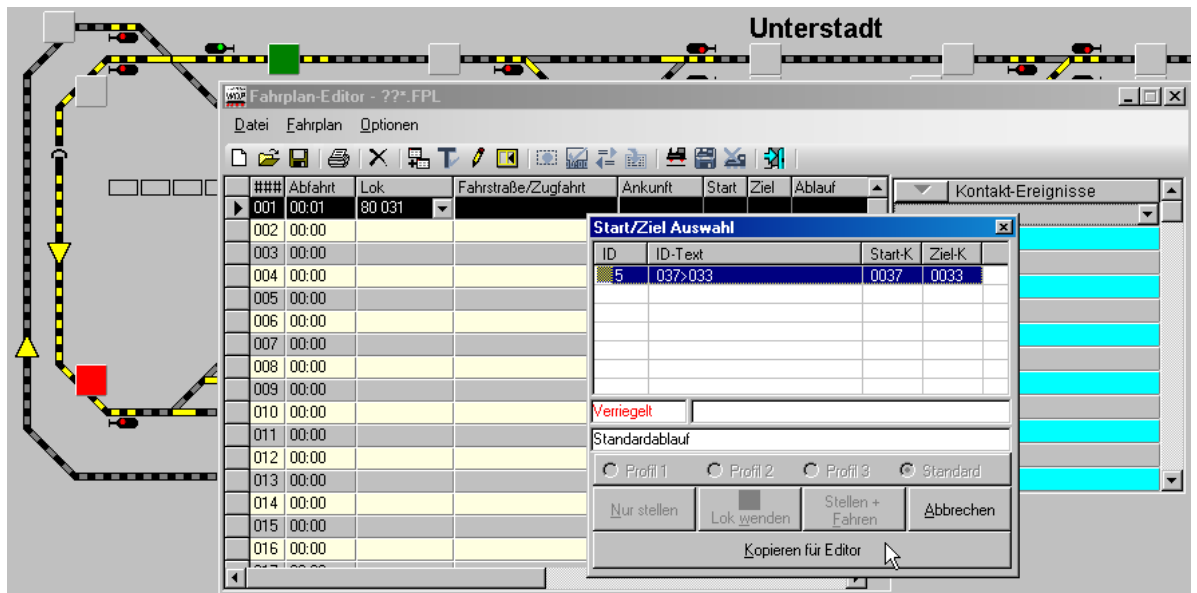 Unterstadt
Fahrplan-Editor - ??*.FPL
Datei Fahrplan Optionen
### Abfahrt Lok Fahrstraße/Zugfahrt Ankunft Start Ziel Ablauf
Kontakt-Ereignisse
001 00:01 80 031
002 00:00
003 00:00
004 00:00
005 00:00
006 00:00
007 00:00
008 00:00
009 00:00
010 00:00
011 00:00
012 00:00
013 00:00
014 00:00
015 00:00
016 00:00
Start/Ziel Auswahl
ID ID-Text Start-K Ziel-K
5 037>033 0037 0033
Verriegelt
Standardablauf
Profil 1 Profil 2 Profil 3 Standard
Nur stellen Lok wenden Stellen + Fahren Abbrechen
Kopieren für Editor